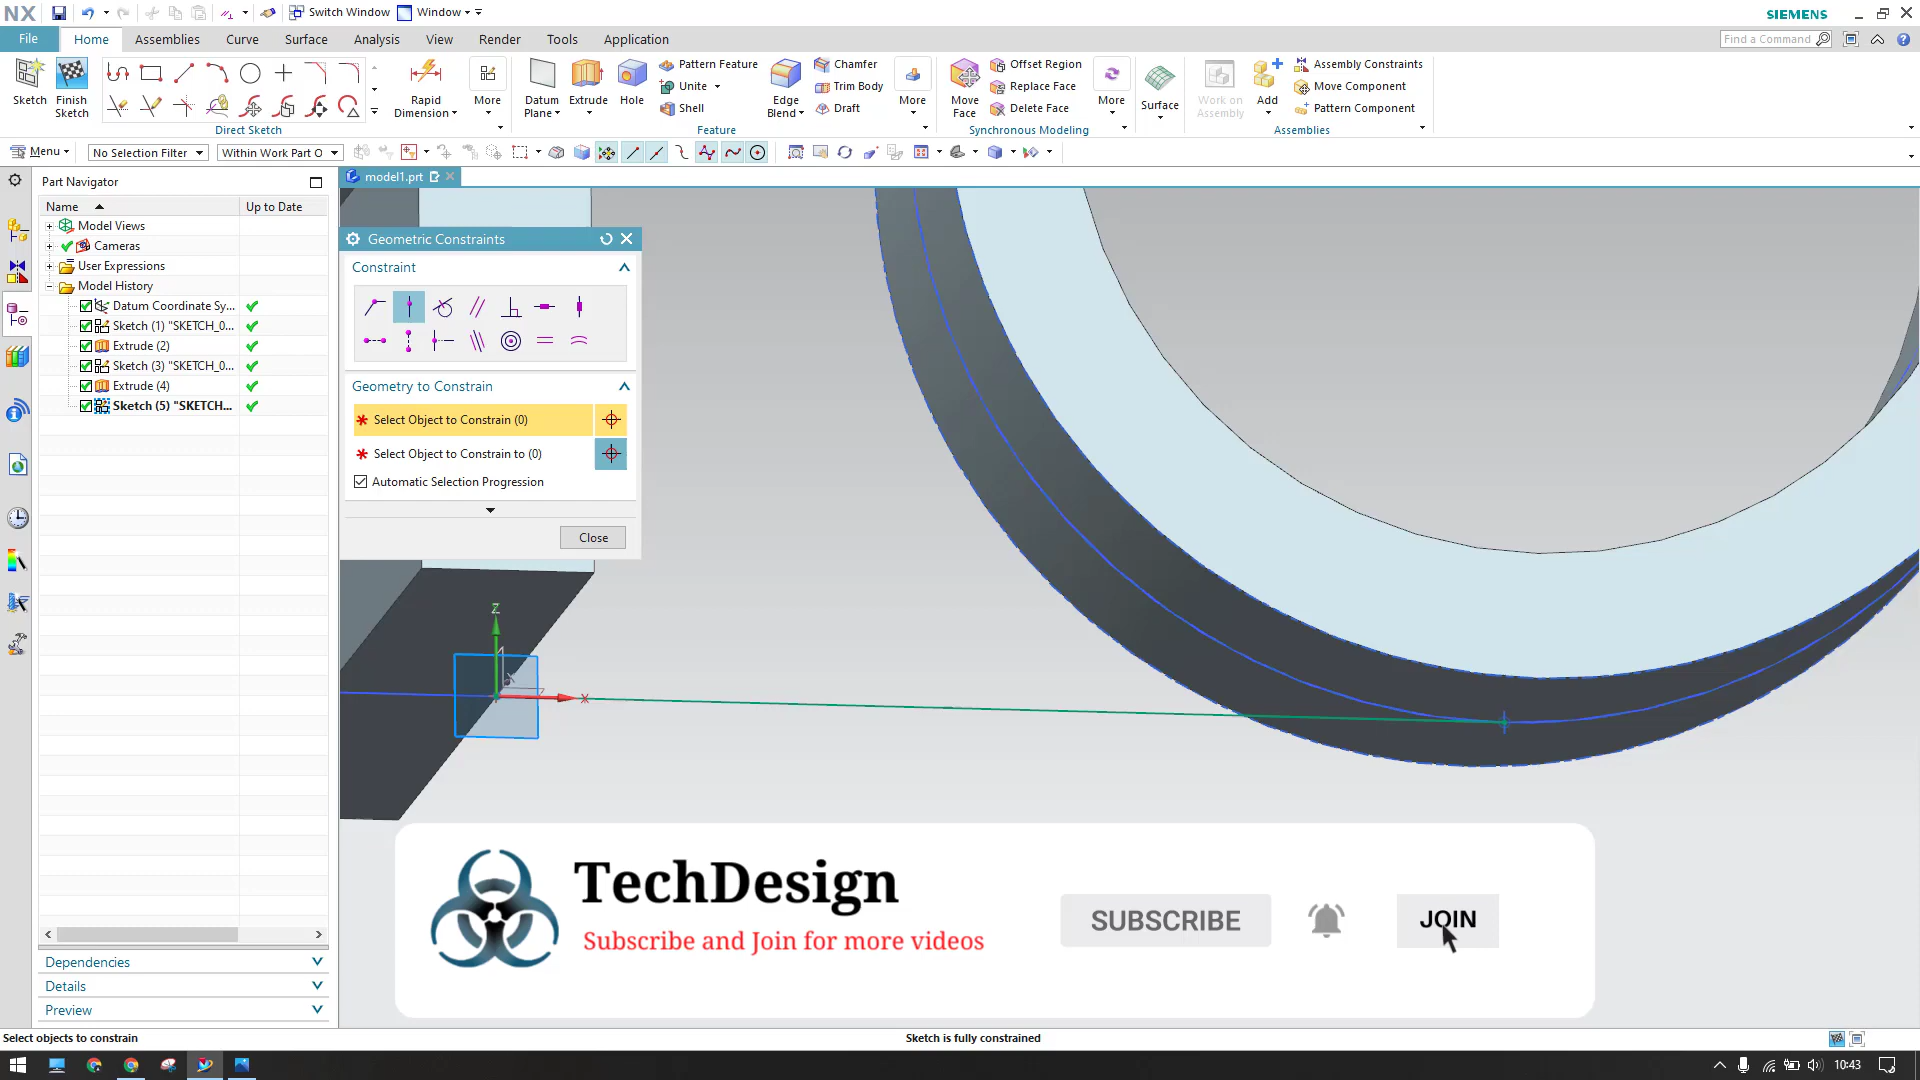 NX
Switch Window
Window
SIEMENS
File
Home
Assemblies
Curve
Surface
Analysis
View
Render
Tools
Application
Find a Command
Sketch
Finish
Sketch
Direct Sketch
Rapid
Dimension
More
Datum
Plane
Extrude
Hole
Pattern Feature
Unite
Shell
Edge
Blend
Chamfer
Trim Body
Draft
More
Feature
Move
Face
Offset Region
Replace Face
Delete Face
More
Synchronous Modeling
Surface
Work on
Assembly
Add
Assembly Constraints
Move Component
Pattern Component
Assemblies
Menu
No Selection Filter
Within Work Part O
Part Navigator
model1.prt
Name
Up to Date
Model Views
Cameras
User Expressions
Model History
Datum Coordinate Sy...
Sketch (1) "SKETCH_0...
Extrude (2)
Sketch (3) "SKETCH_0...
Extrude (4)
Sketch (5) "SKETCH...
Geometric Constraints
Constraint
Geometry to Constrain
Select Object to Constrain (0)
Select Object to Constrain to (0)
Automatic Selection Progression
Close
Z
X
TechDesign
Subscribe and Join for more videos
SUBSCRIBE
JOIN
Dependencies
Details
Preview
Select objects to constrain
Sketch is fully constrained
10:43